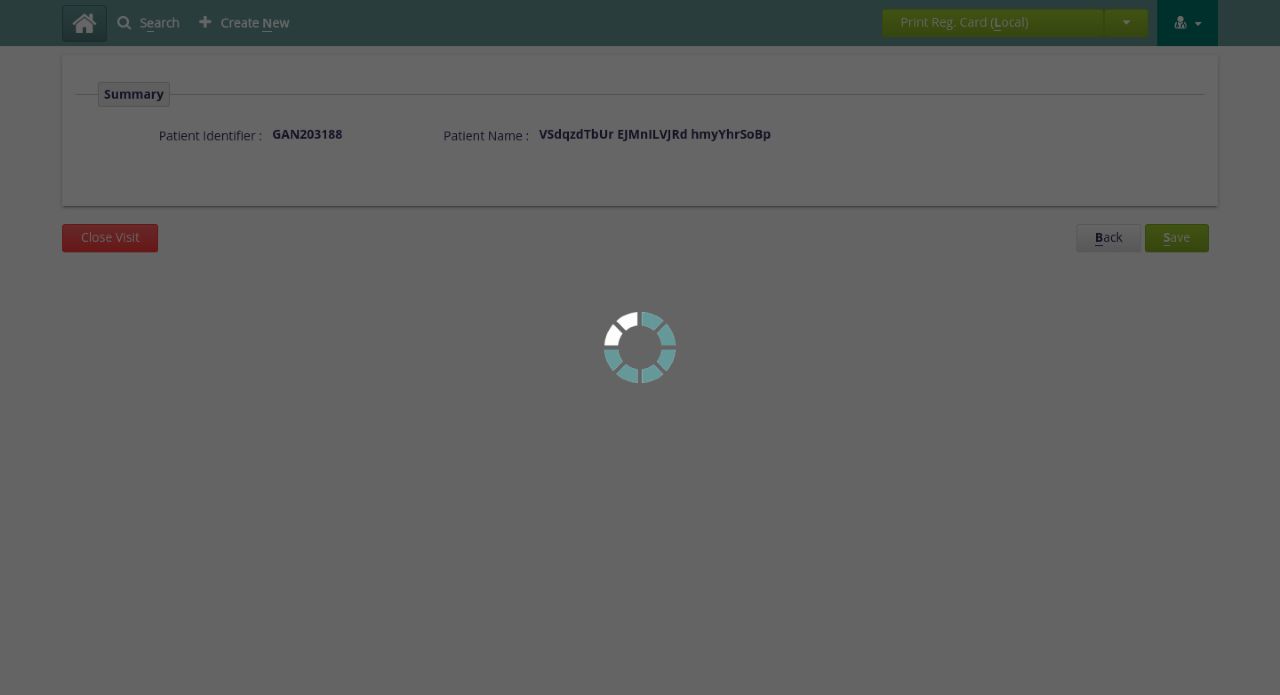 Search Create New Print Reg. Card (Local)
Summary
Patient Identifier : GAN203188 Patient Name : VSdqzdTbUr EJMnILVJRd hmyYhrSoBp
Close Visit Back Save